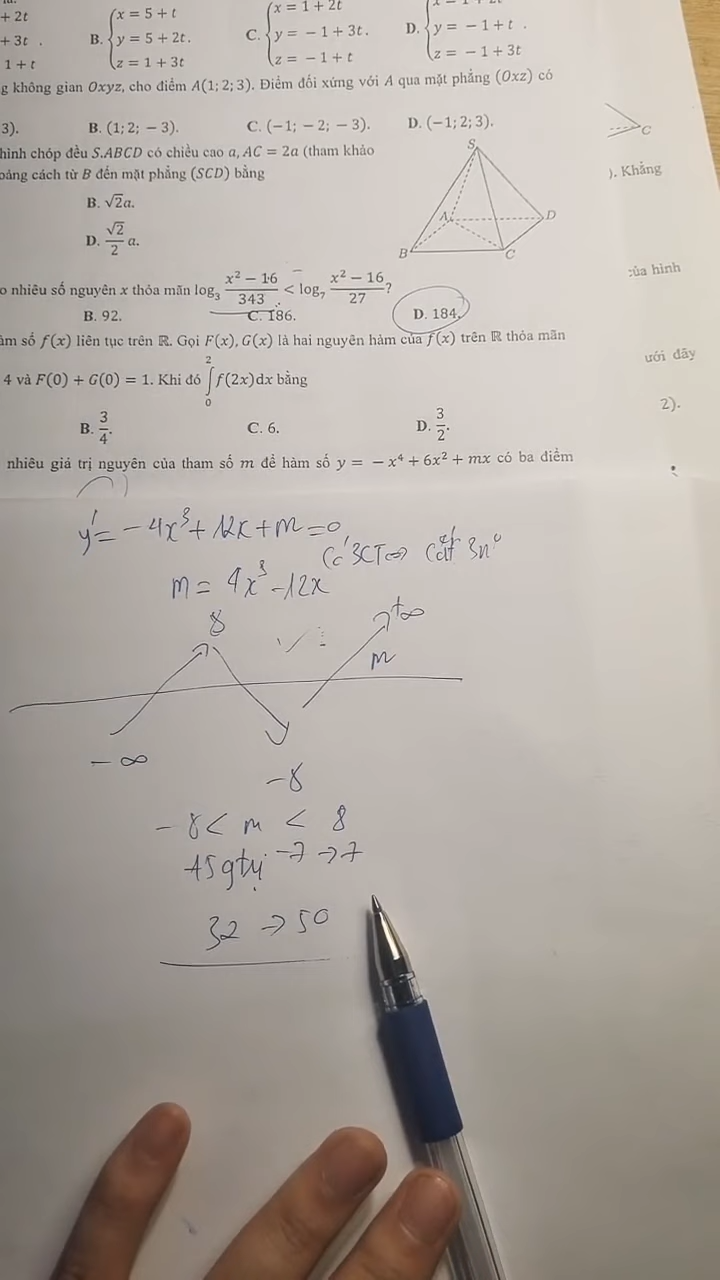 + 2t
+ 3t .
1 + t
B. {x = 5 + t
y = 5 + 2t.
z = 1 + 3t
C. {x = 1 + 2t
y = − 1 + 3t.
z = − 1 + t
D. {
y = − 1 + t .
z = − 1 + 3t
g không gian Oxyz, cho điểm A(1; 2; 3). Điểm đối xứng với A qua mặt phẳng (Oxz) có
3). B. (1; 2; − 3). C. (−1; − 2; − 3). D. (−1; 2; 3).
C
hình chóp đều S.ABCD có chiều cao a, AC = 2a (tham khảo
oảng cách từ B đến mặt phẳng (SCD) bằng
B. √2a.
D. √2/2 a.
S
A
D
B
C
). Khẳng
o nhiêu số nguyên x thỏa mãn log₃ (x² − 16)/343 < log₇ (x² − 16)/27?
của hình
B. 92. C. 186. D. 184.
àm số f(x) liên tục trên ℝ. Gọi F(x), G(x) là hai nguyên hàm của f(x) trên ℝ thỏa mãn
ưới đây
4 và F(0) + G(0) = 1. Khi đó ∫₀² f(2x)dx bằng
2).
B. 3/4. C. 6. D. 3/2.
nhiêu giá trị nguyên của tham số m để hàm số y = − x⁴ + 6x² + mx có ba điểm
y' = −4x³ + 12x + m = 0
Có 3CT ⇔ cắt 3n⁰
m = 4x³ − 12x
8
+∞
m
− ∞
−8
− 8 < m < 8
15 gtrị −7 → 7
32 → 50